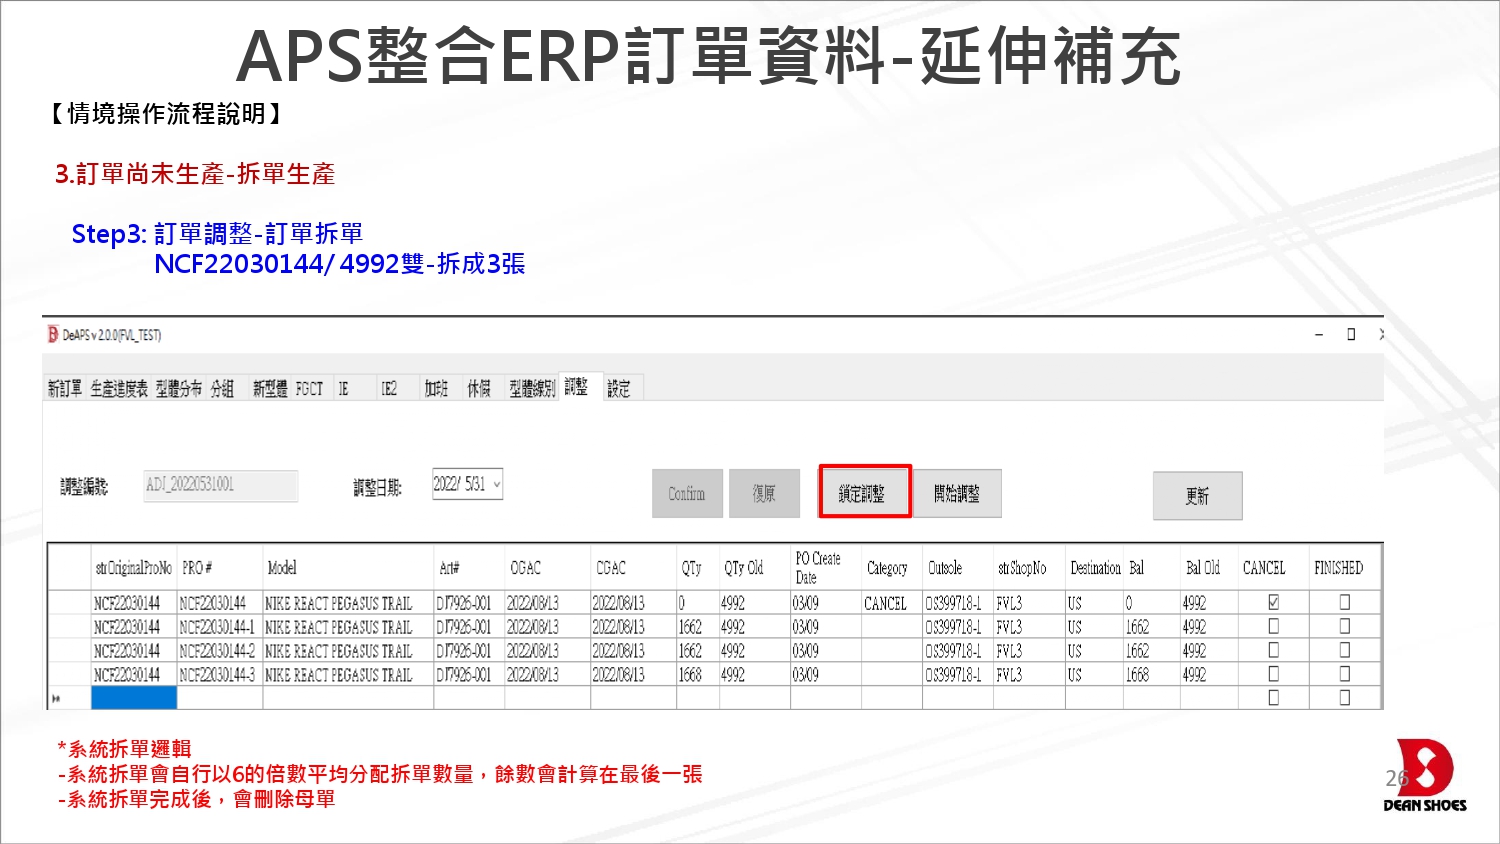 APS整合ERP訂單資料-延伸補充
【情境操作流程說明】
3.訂單尚未生產-拆單生產
Step3: 訂單調整-訂單拆單
NCF22030144/ 4992雙-拆成3張
DeAPS v 2.0.0(FVL_TEST)
新訂單 生產進度表 型體分布 分組 新型體 FGCT IE IE2 加班 休假 型體線別 調整 設定
調整編號: ADJ_20220531001 調整日期: 2022/ 5/31 Confirm 復原 鎖定調整 開始調整 更新
strOriginalProNo PRO # Model Art# OGAC CGAC QTy QTy Old PO Create Date Category Outsole strShopNo Destination Bal Bal Old CANCEL FINISHED
NCF22030144 NCF22030144 NIKE REACT PEGASUS TRAIL DJ7926-001 2022/08/13 2022/08/13 0 4992 03/09 CANCEL OS399718-1 FVL3 US 0 4992
NCF22030144 NCF22030144-1 NIKE REACT PEGASUS TRAIL DJ7926-001 2022/08/13 2022/08/13 1662 4992 03/09 OS399718-1 FVL3 US 1662 4992
NCF22030144 NCF22030144-2 NIKE REACT PEGASUS TRAIL DJ7926-001 2022/08/13 2022/08/13 1662 4992 03/09 OS399718-1 FVL3 US 1662 4992
NCF22030144 NCF22030144-3 NIKE REACT PEGASUS TRAIL DJ7926-001 2022/08/13 2022/08/13 1668 4992 03/09 OS399718-1 FVL3 US 1668 4992
*系統拆單邏輯
-系統拆單會自行以6的倍數平均分配拆單數量，餘數會計算在最後一張
-系統拆單完成後，會刪除母單
26
DEAN SHOES